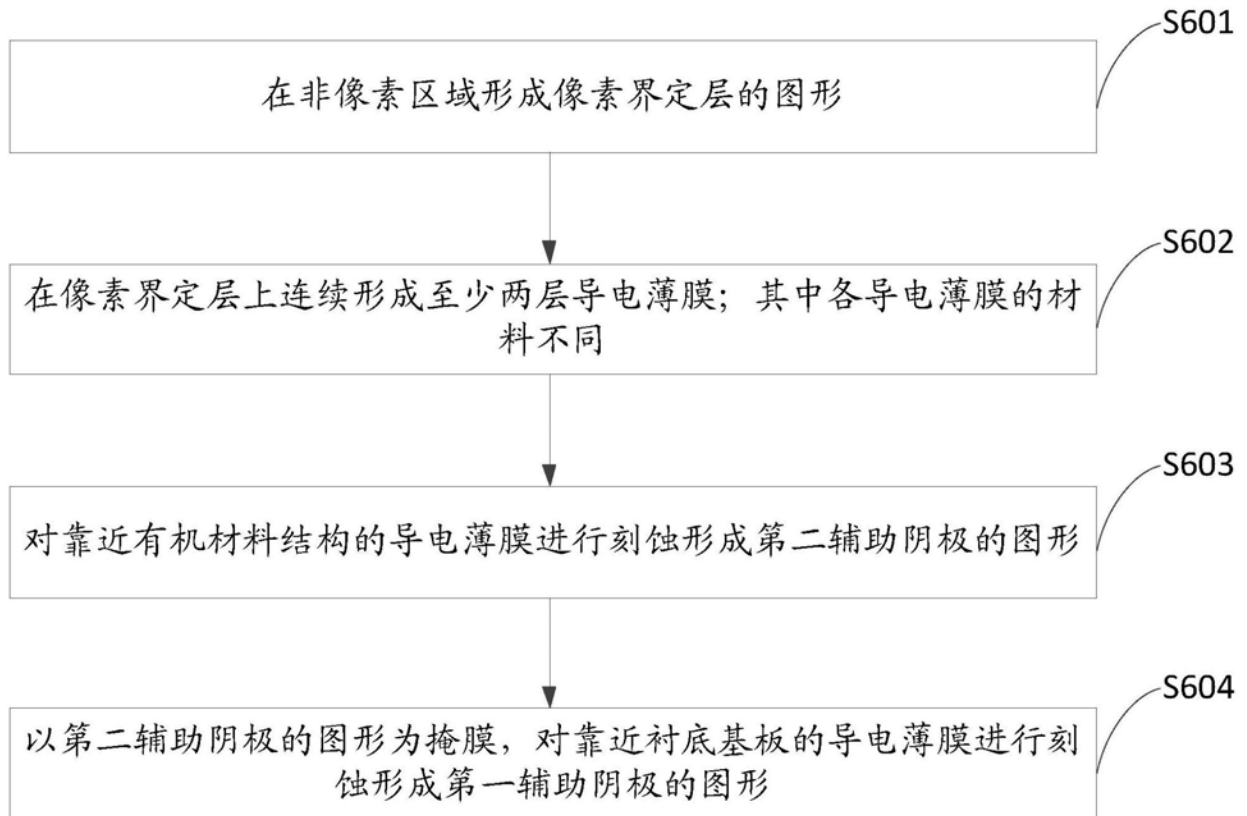 S601
在非像素区域形成像素界定层的图形
S602
在像素界定层上连续形成至少两层导电薄膜；其中各导电薄膜的材
料不同
S603
对靠近有机材料结构的导电薄膜进行刻蚀形成第二辅助阴极的图形
S604
以第二辅助阴极的图形为掩膜，对靠近衬底基板的导电薄膜进行刻
蚀形成第一辅助阴极的图形